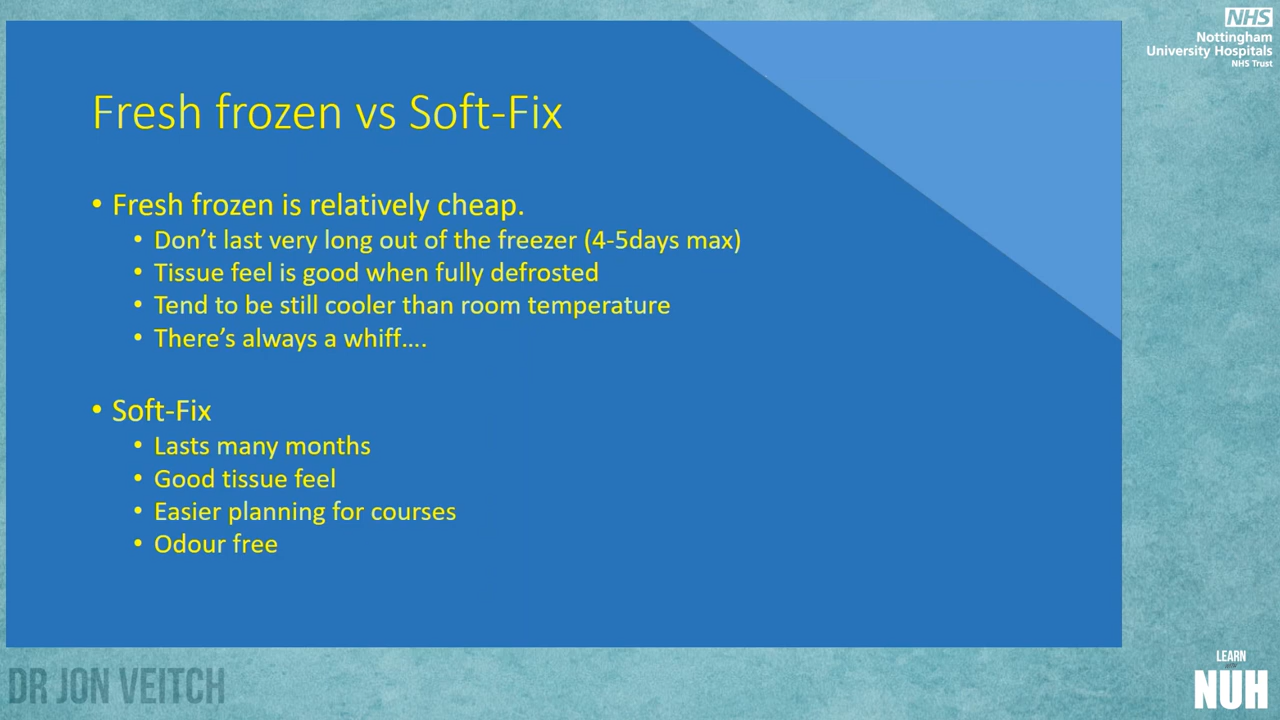 NHS
Nottingham
University Hospitals
NHS Trust
Fresh frozen vs Soft-Fix
• Fresh frozen is relatively cheap.
• Don't last very long out of the freezer (4-5days max)
• Tissue feel is good when fully defrosted
• Tend to be still cooler than room temperature
• There's always a whiff....
• Soft-Fix
• Lasts many months
• Good tissue feel
• Easier planning for courses
• Odour free
DR JON VEITCH
LEARN
NUH